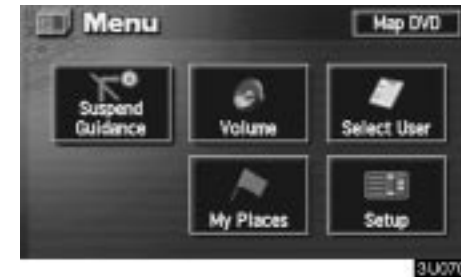 Menu
Map DVD
Suspend
Guidance
Volume
Select User
My Places
Setup